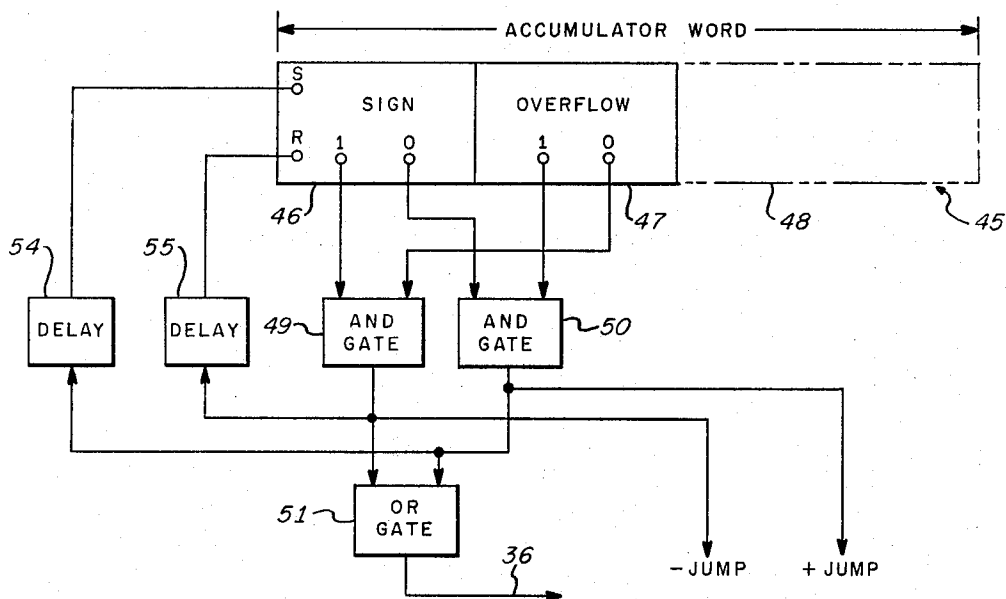 ACCUMULATOR WORD
S
SIGN
OVERFLOW
R
1
0
1
0
46
47
48
45
54
55
DELAY
DELAY
49
AND
GATE
AND
GATE
50
51
OR
GATE
36
-JUMP
+JUMP